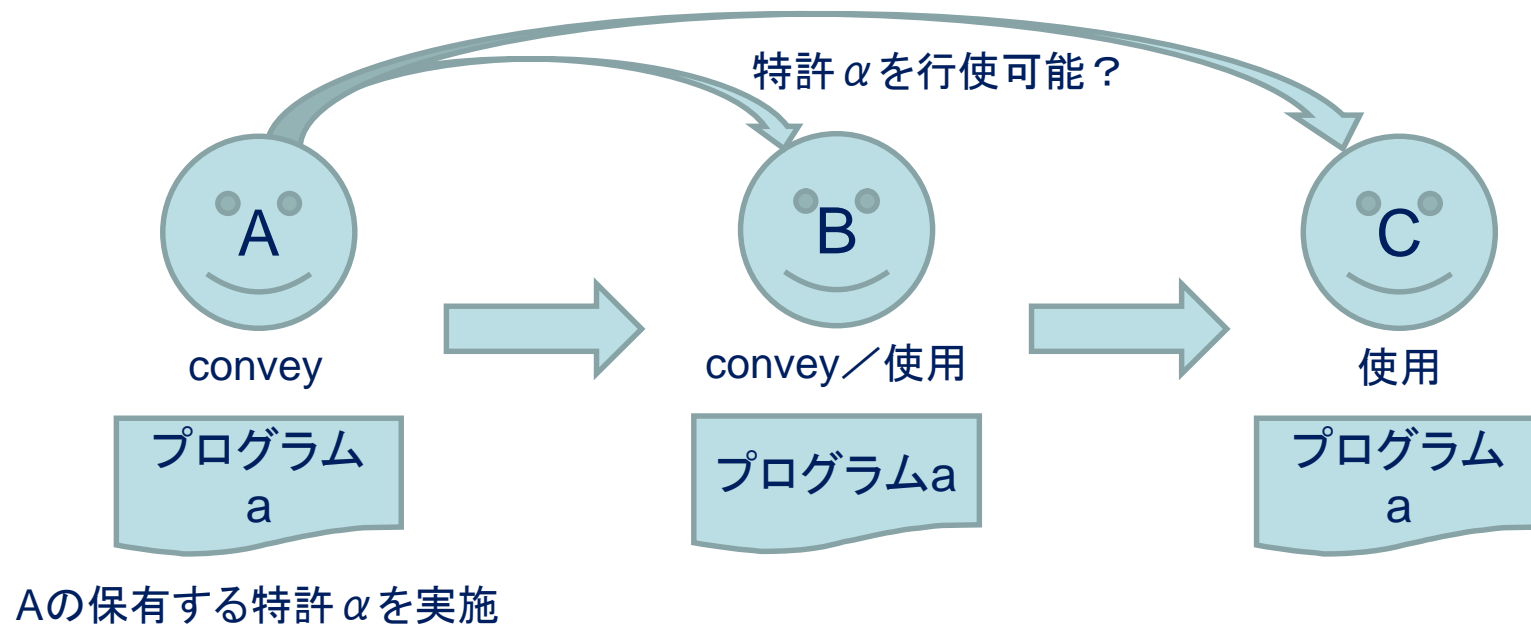 特許αを行使可能？
A
B
C
convey
convey／使用
使用
プログラム
a
プログラムa
プログラム
a
Aの保有する特許αを実施